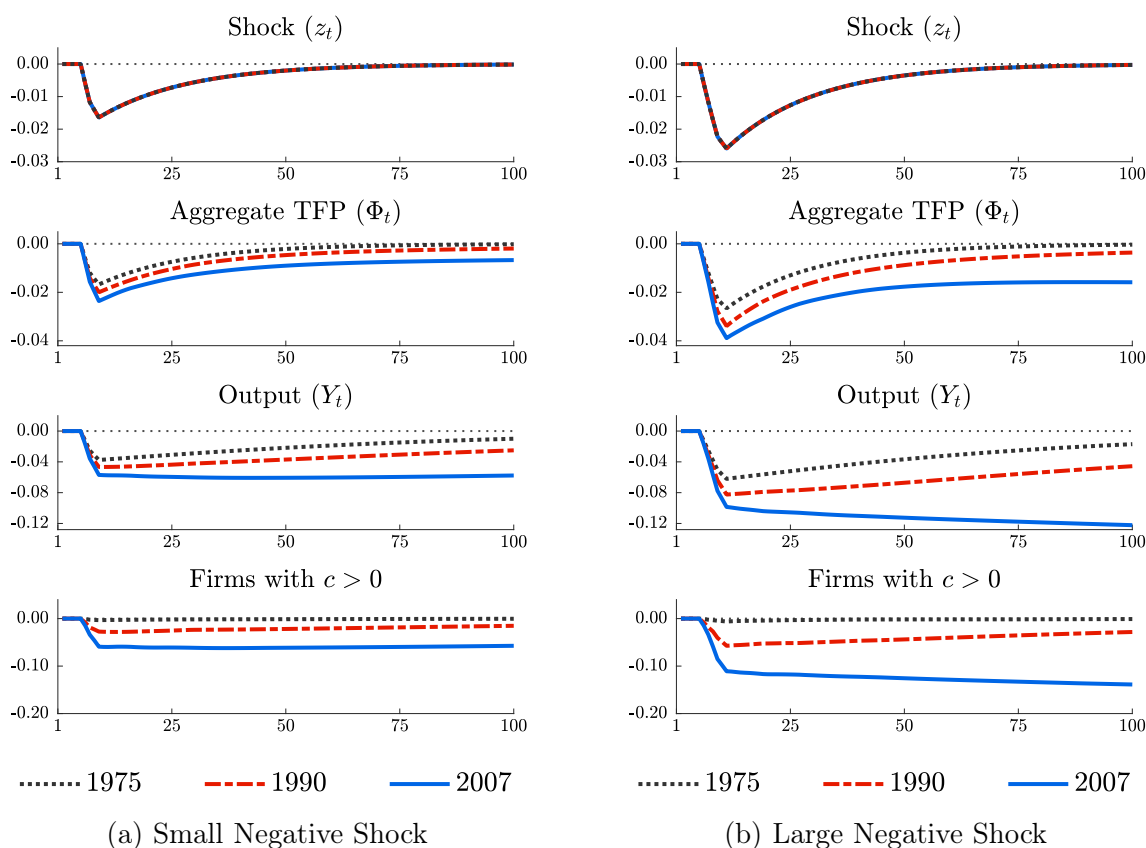 Shock (z_t)
0.00
-0.01
-0.02
-0.03
1 25 50 75 100
Aggregate TFP (Φ_t)
0.00
-0.02
-0.04
1 25 50 75 100
Output (Y_t)
0.00
-0.04
-0.08
-0.12
1 25 50 75 100
Firms with c > 0
0.00
-0.10
-0.20
1 25 50 75 100
1975 1990 2007
(a) Small Negative Shock
Shock (z_t)
0.00
-0.01
-0.02
-0.03
1 25 50 75 100
Aggregate TFP (Φ_t)
0.00
-0.02
-0.04
1 25 50 75 100
Output (Y_t)
0.00
-0.04
-0.08
-0.12
1 25 50 75 100
Firms with c > 0
0.00
-0.10
-0.20
1 25 50 75 100
1975 1990 2007
(b) Large Negative Shock